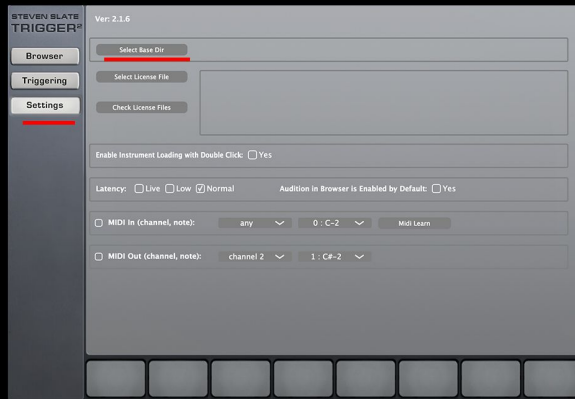 STEVEN SLATE
TRIGGER2
Ver: 2.1.6
Browser
Triggering
Settings
Select Base Dir
Select License File
Check License Files
Enable Instrument Loading with Double Click: Yes
Latency: Live Low Normal Audition in Browser is Enabled by Default: Yes
MIDI In (channel, note): any 0 : C-2 Midi Learn
MIDI Out (channel, note): channel 2 1 : C#-2